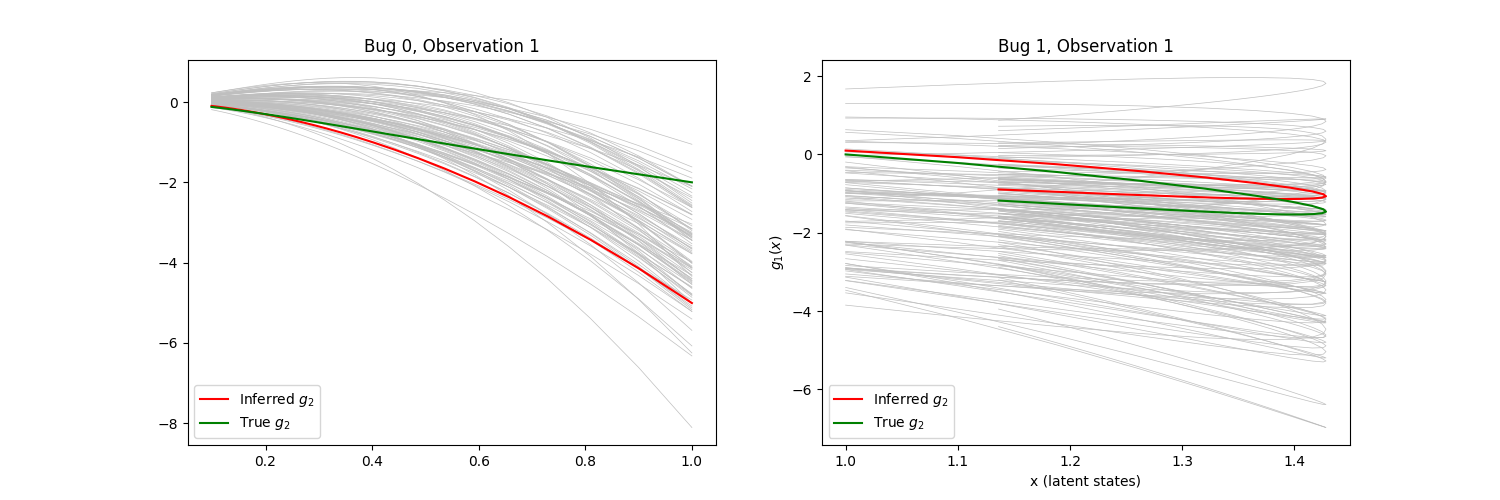 Bug 0, Observation 1
0
−2
−4
−6
−8
0.2 0.4 0.6 0.8 1.0
Inferred g₂
True g₂
Bug 1, Observation 1
g₁(x)
2
0
−2
−4
−6
1.0 1.1 1.2 1.3 1.4
x (latent states)
Inferred g₂
True g₂